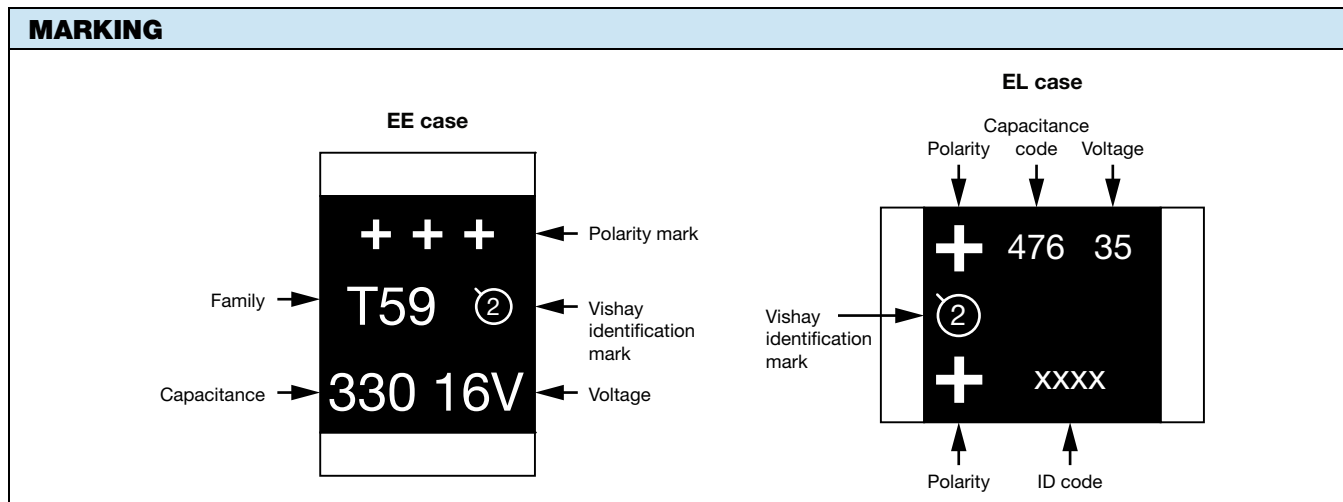 MARKING
EE case
+ + +
Polarity mark
Family
T59 2
Vishay
identification
mark
Capacitance
330 16V
Voltage
EL case
Capacitance
Polarity code Voltage
+ 476 35
Vishay
identification
mark
2
+ xxxx
Polarity ID code